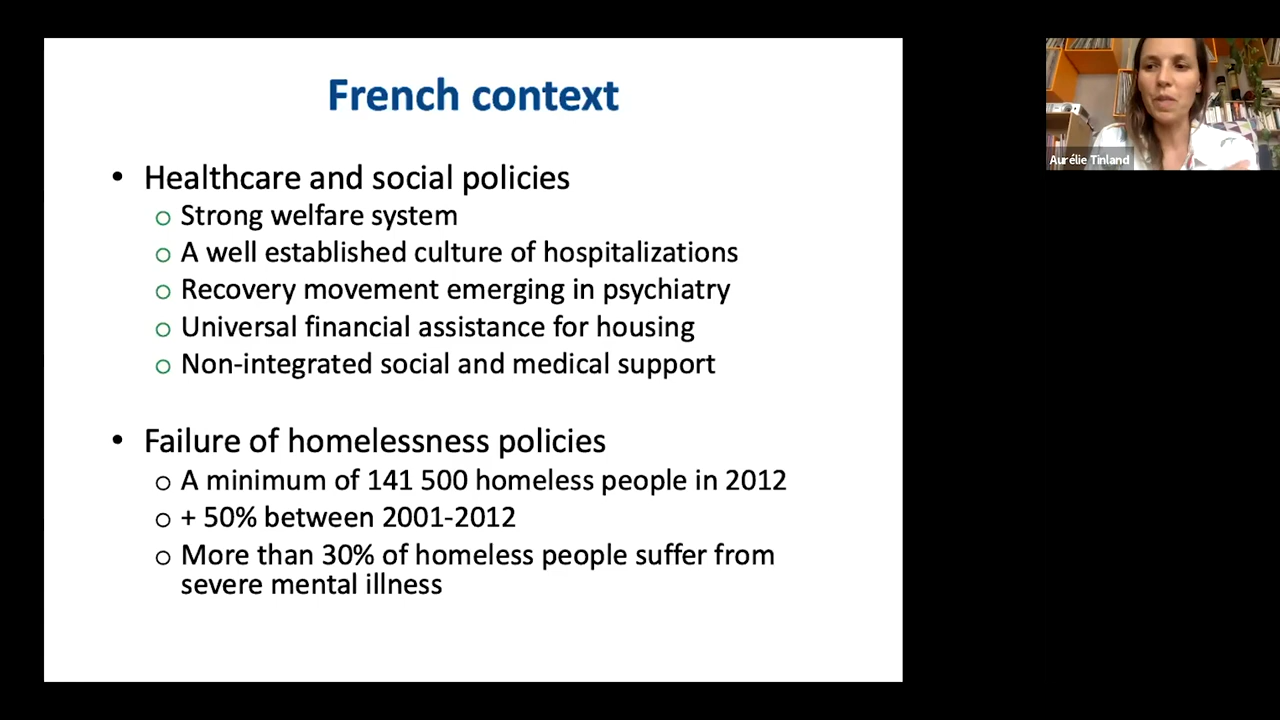 French context
• Healthcare and social policies
o Strong welfare system
o A well established culture of hospitalizations
o Recovery movement emerging in psychiatry
o Universal financial assistance for housing
o Non-integrated social and medical support
• Failure of homelessness policies
o A minimum of 141 500 homeless people in 2012
o + 50% between 2001-2012
o More than 30% of homeless people suffer from
severe mental illness
Aurélie Tinland